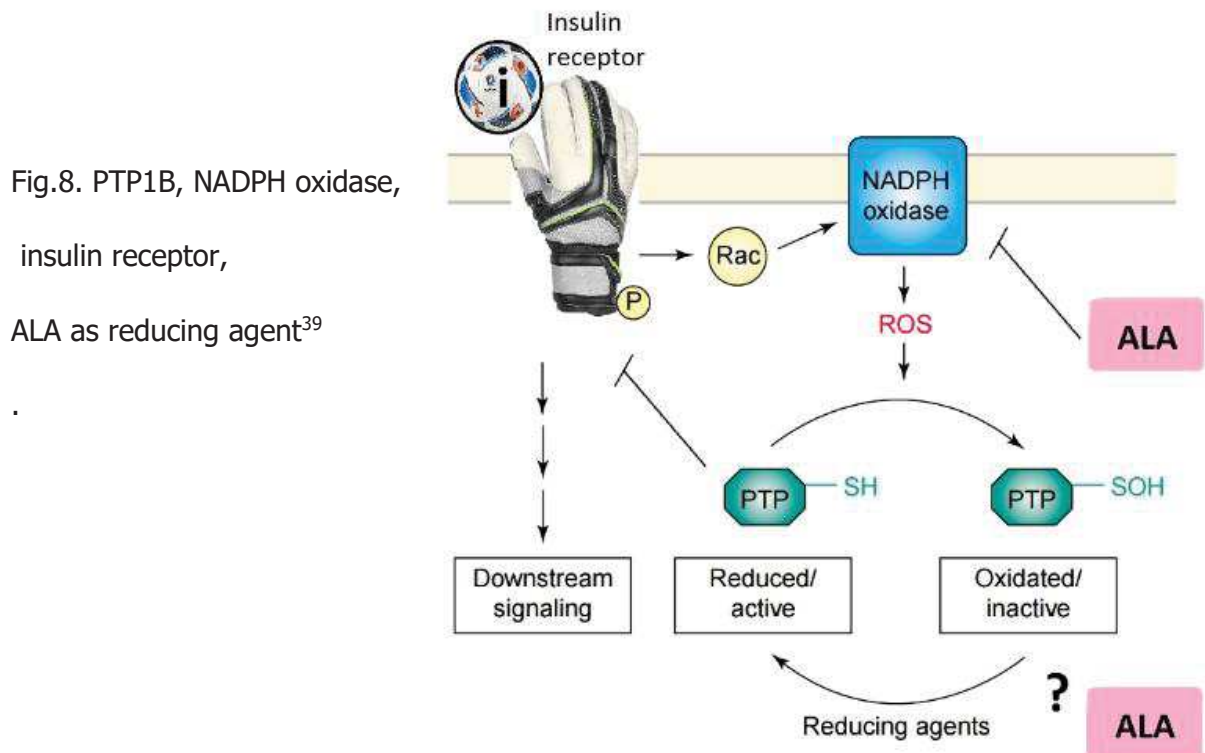 Fig.8. PTP1B, NADPH oxidase,
insulin receptor,
ALA as reducing agent³⁹
.
Insulin
receptor
i
P
Rac
NADPH
oxidase
ROS
ALA
PTP
SH
PTP
SOH
Downstream
signaling
Reduced/
active
Oxidated/
inactive
Reducing agents
?
ALA